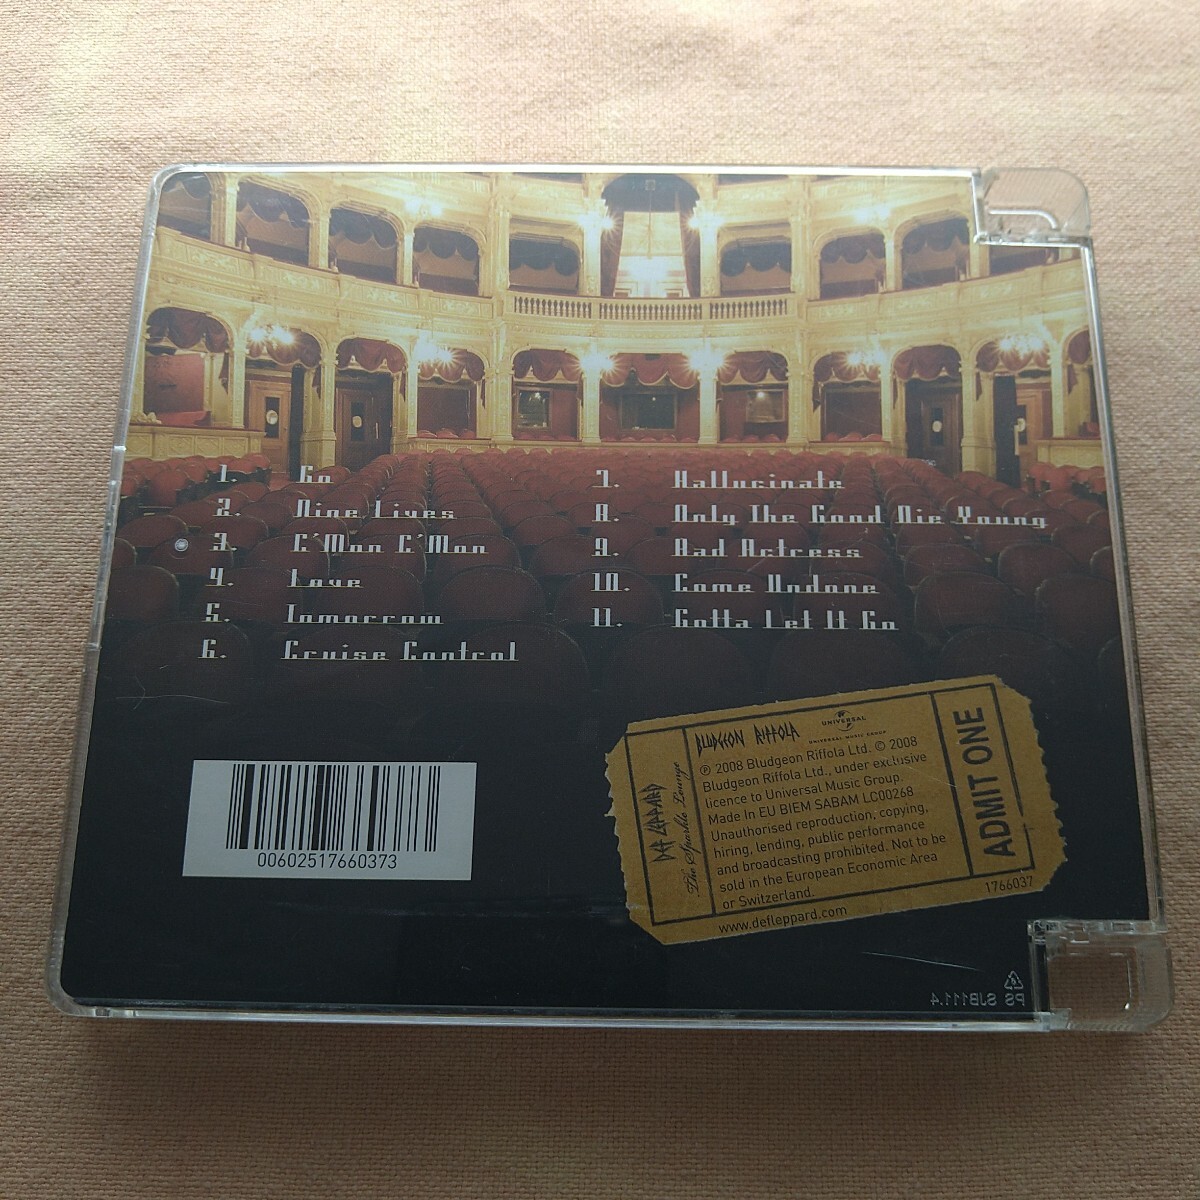 1. Go
2. Nine Lives
3. C'Mon C'Mon
4. Love
5. Tomorrow
6. Cruise Control
7. Hallucinate
8. Only The Good Die Young
9. Bad Actress
10. Come Undone
11. Gotta Let It Go
00602517660373
DEF LEPPARD
The Sparkle Lounge
BLUDGEON RIFFOLA
UNIVERSAL
UNIVERSAL MUSIC GROUP
℗ 2008 Bludgeon Riffola Ltd. © 2008
Bludgeon Riffola Ltd., under exclusive
licence to Universal Music Group.
Made In EU BIEM SABAM LC00268
Unauthorised reproduction, copying,
hiring, lending, public performance
and broadcasting prohibited. Not to be
sold in the European Economic Area
or Switzerland.
www.defleppard.com
ADMIT ONE
1766037
6
PS SJB111.4